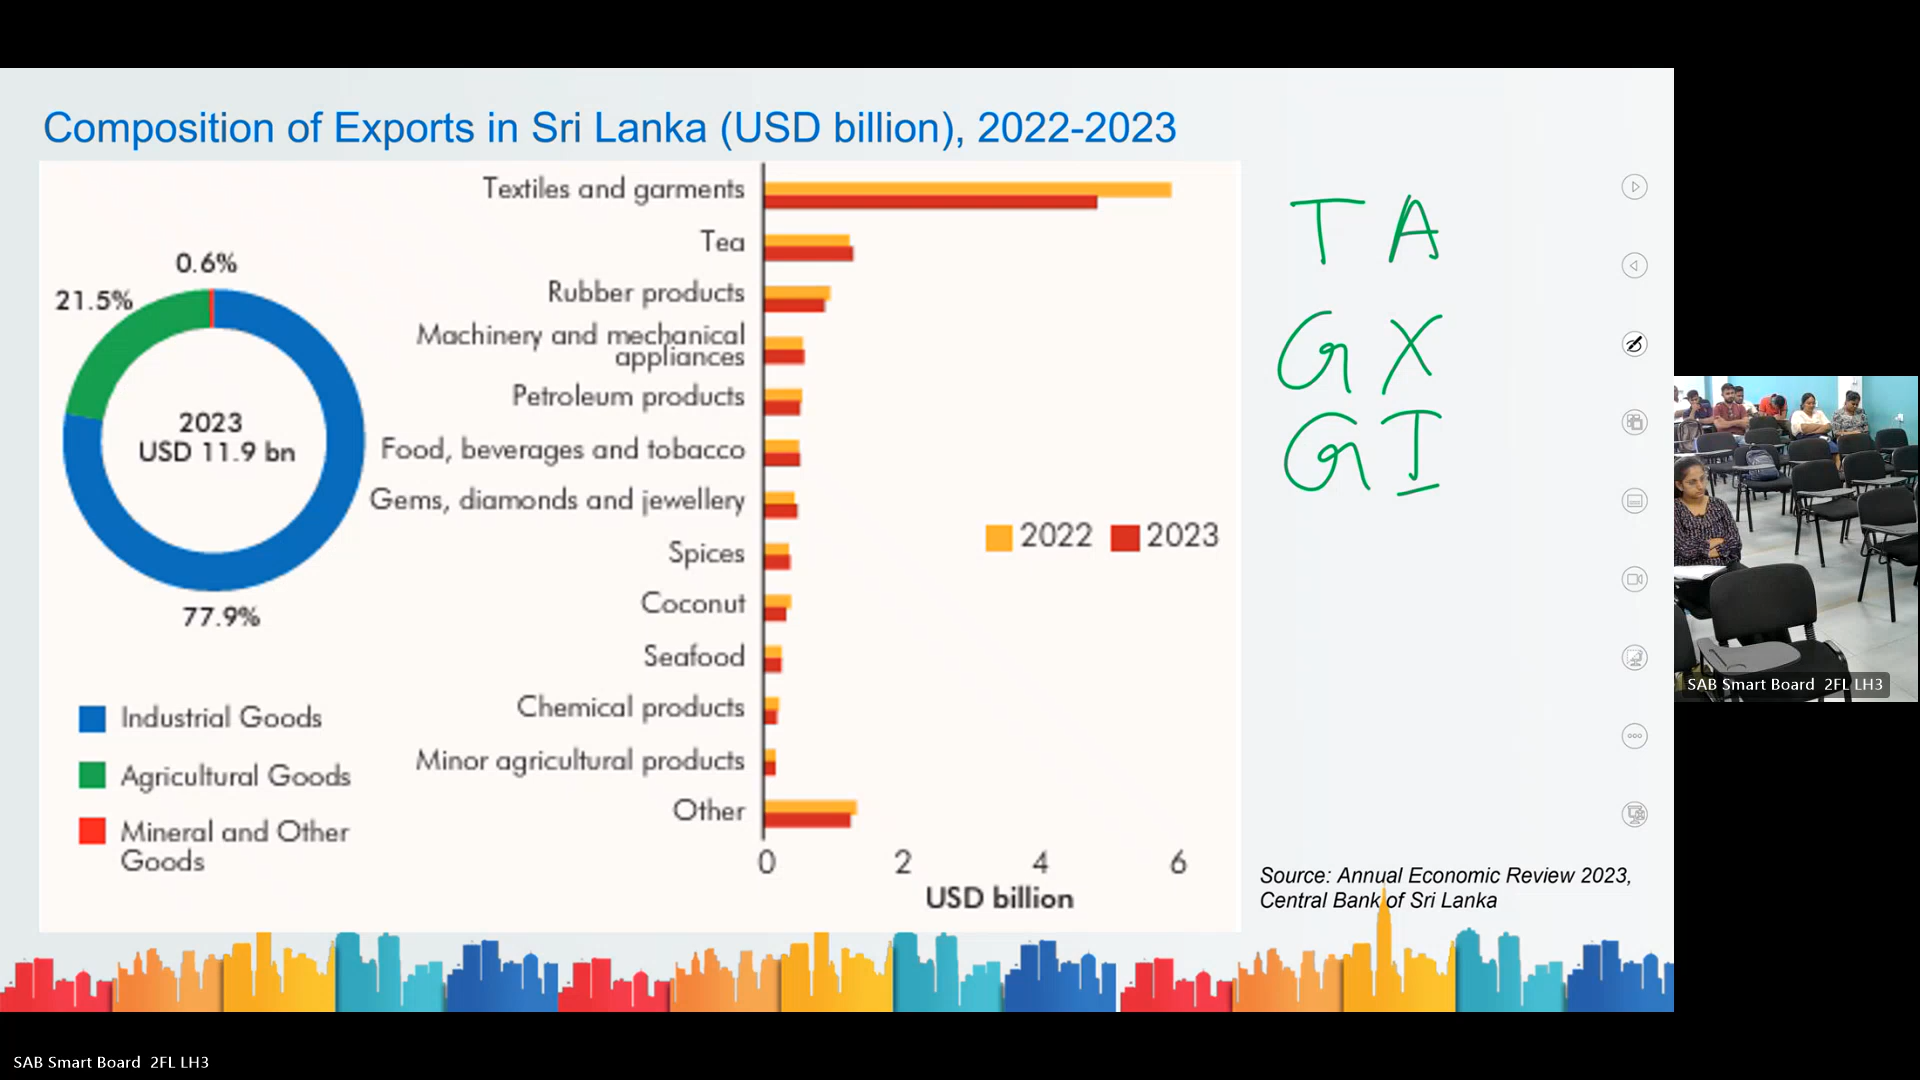 Composition of Exports in Sri Lanka (USD billion), 2022-2023
0.6%
21.5%
2023
USD 11.9 bn
77.9%
Industrial Goods
Agricultural Goods
Mineral and Other
Goods
Textiles and garments
Tea
Rubber products
Machinery and mechanical
appliances
Petroleum products
Food, beverages and tobacco
Gems, diamonds and jewellery
Spices
Coconut
Seafood
Chemical products
Minor agricultural products
Other
0 2 4 6
USD billion
2022 2023
T A
G X
G I
Source: Annual Economic Review 2023,
Central Bank of Sri Lanka
SAB Smart Board 2FL LH3
SAB Smart Board 2FL LH3